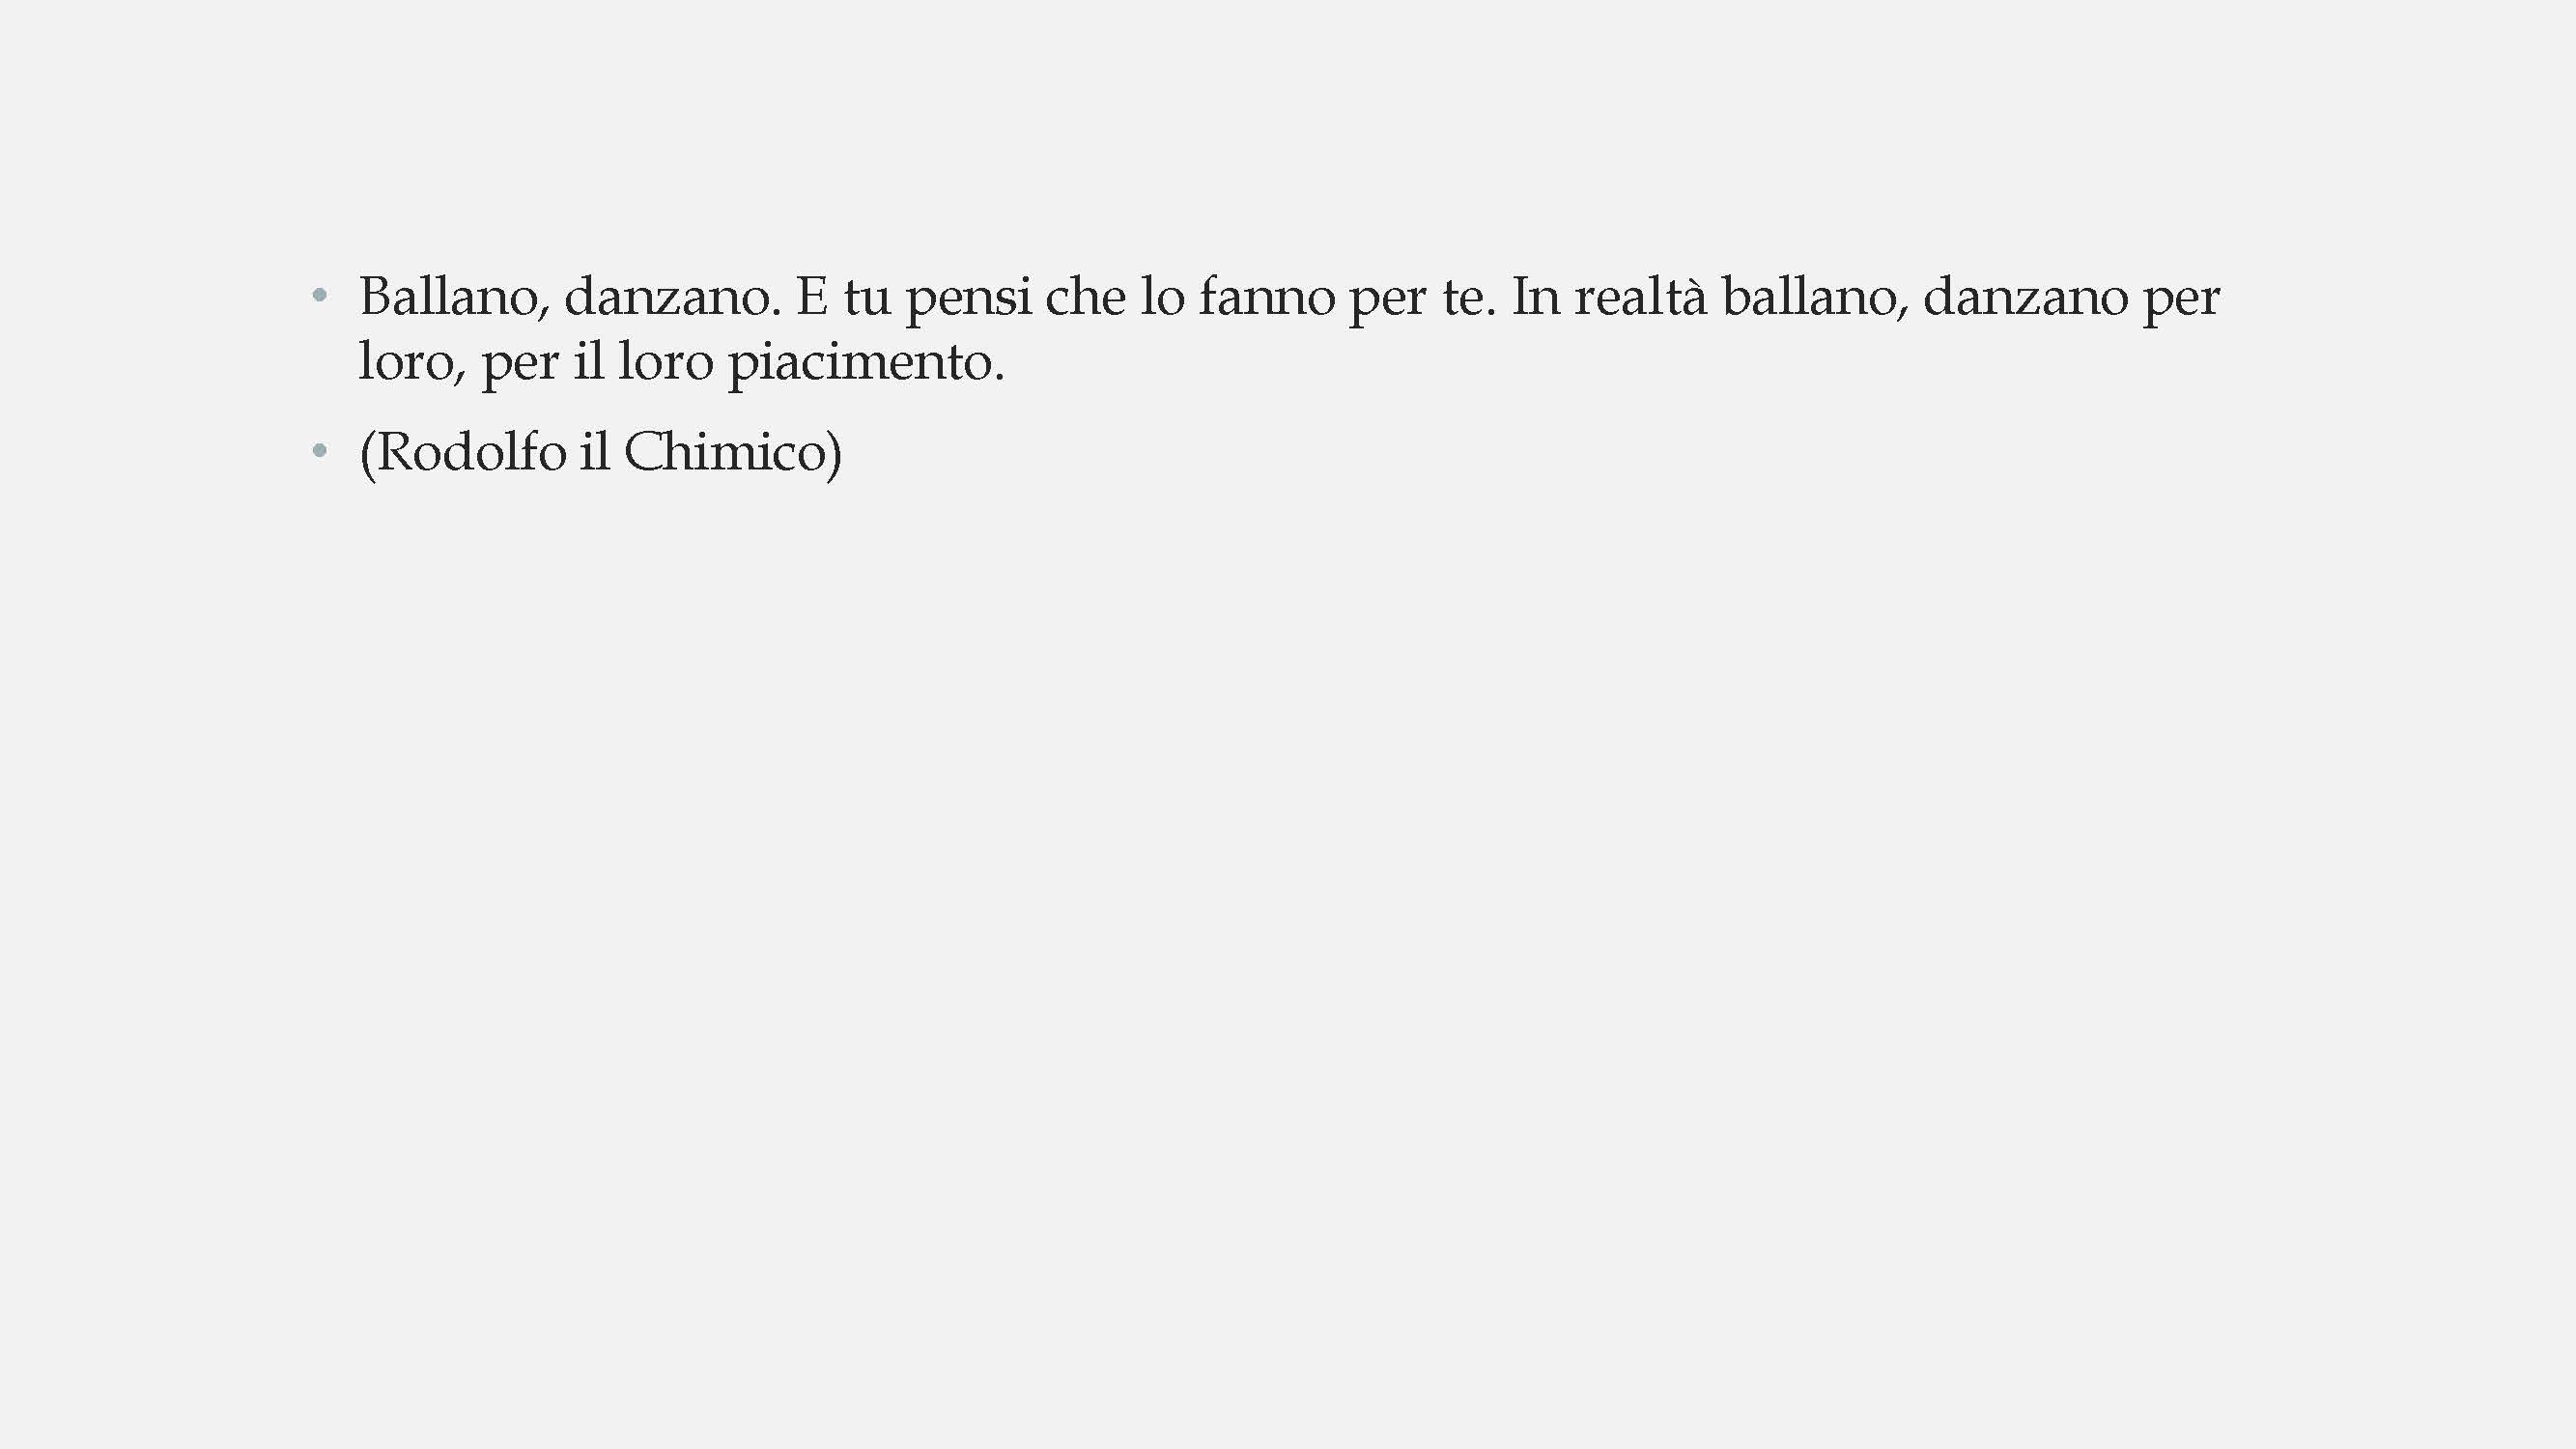 • Ballano, danzano. E tu pensi che lo fanno per te. In realtà ballano, danzano per
loro, per il loro piacimento.
• (Rodolfo il Chimico)